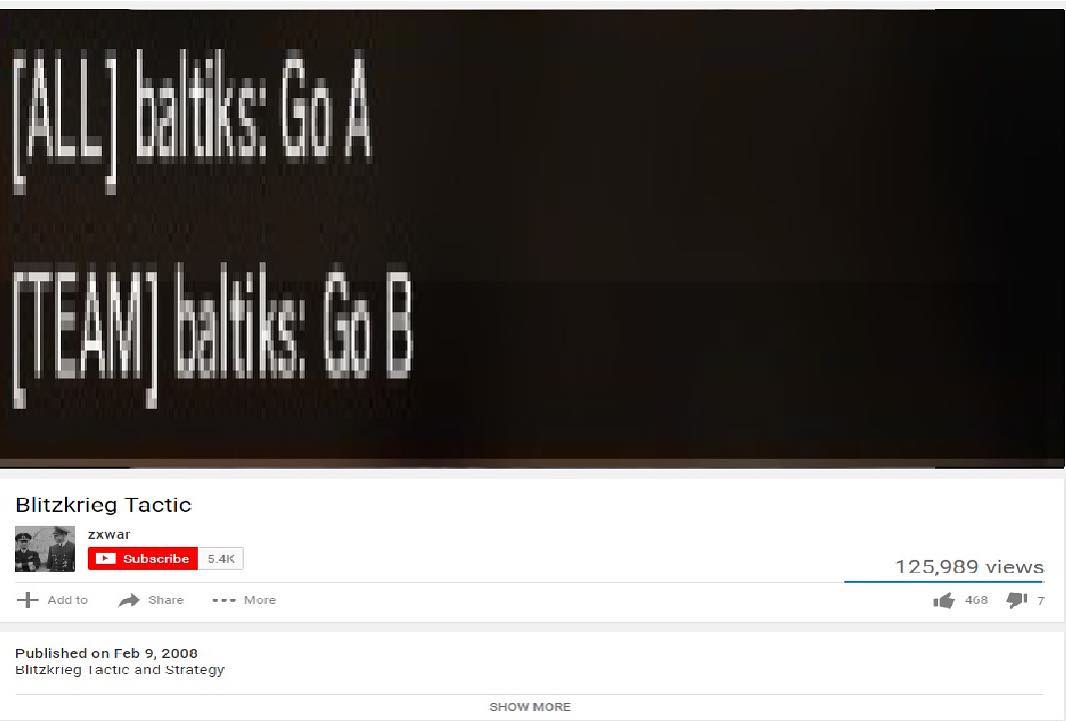 [ALL] baltiks: Go A
[TEAM] baltiks: Go B
Blitzkrieg Tactic
zxwar
Subscribe 5.4K
125,989 views
Add to Share More 468 7
Published on Feb 9, 2008
Blitzkrieg Tactic and Strategy
SHOW MORE